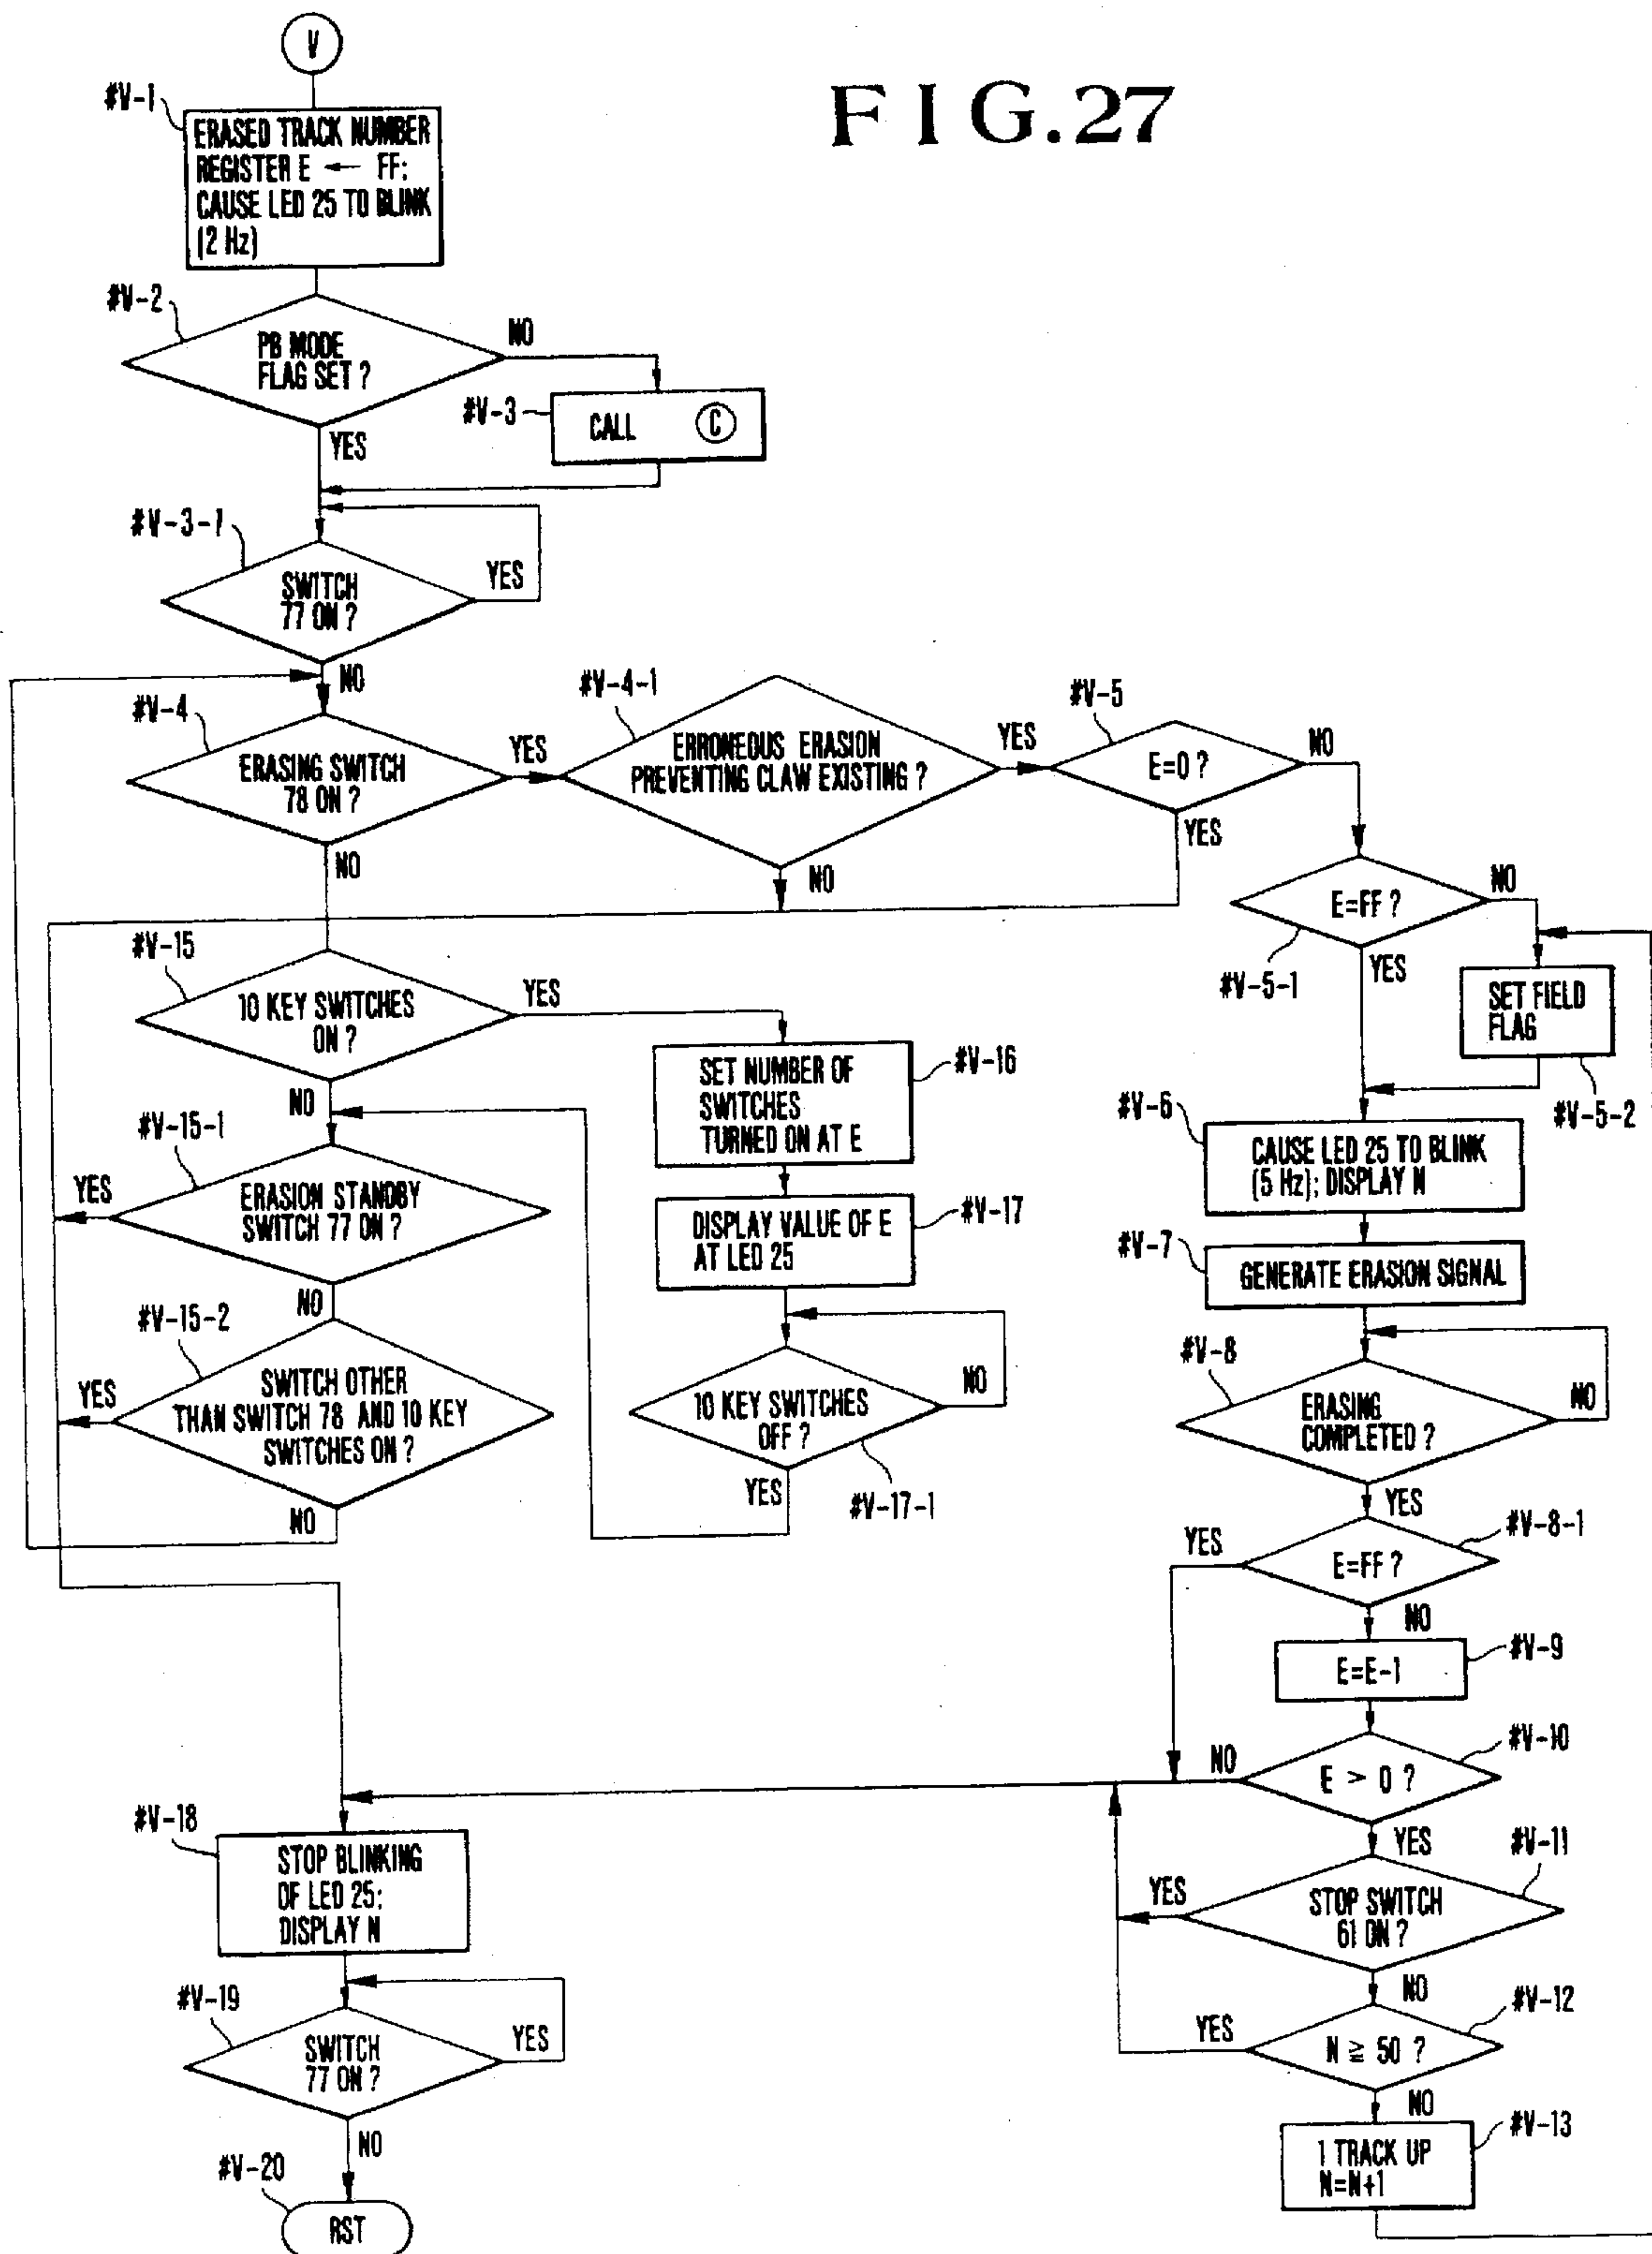 FIG.27
V
#V-1
ERASED TRACK NUMBER
REGISTER E ← FF;
CAUSE LED 25 TO BLINK
(2 Hz)
#V-2
PB MODE
FLAG SET ?
NO
YES
#V-3
CALL C
#V-3-1
SWITCH
77 ON ?
YES
NO
#V-4
ERASING SWITCH
78 ON ?
YES
NO
#V-4-1
ERRONEOUS ERASION
PREVENTING CLAW EXISTING ?
YES
NO
#V-5
E=0 ?
NO
YES
#V-5-1
E=FF ?
NO
YES
SET FIELD
FLAG
#V-5-2
#V-6
CAUSE LED 25 TO BLINK
(5 Hz); DISPLAY N
#V-7
GENERATE ERASION SIGNAL
#V-8
ERASING
COMPLETED ?
NO
YES
#V-8-1
E=FF ?
YES
NO
#V-9
E=E-1
#V-10
E > 0 ?
NO
YES
#V-11
STOP SWITCH
61 ON ?
YES
NO
#V-12
N ≧ 50 ?
YES
NO
#V-13
1 TRACK UP
N=N+1
#V-15
10 KEY SWITCHES
ON ?
YES
NO
#V-16
SET NUMBER OF
SWITCHES
TURNED ON AT E
#V-17
DISPLAY VALUE OF E
AT LED 25
10 KEY SWITCHES
OFF ?
NO
YES
#V-17-1
#V-15-1
ERASION STANDBY
SWITCH 77 ON ?
YES
NO
#V-15-2
SWITCH OTHER
THAN SWITCH 78 AND 10 KEY
SWITCHES ON ?
YES
NO
#V-18
STOP BLINKING
OF LED 25;
DISPLAY N
#V-19
SWITCH
77 ON ?
YES
NO
#V-20
RST